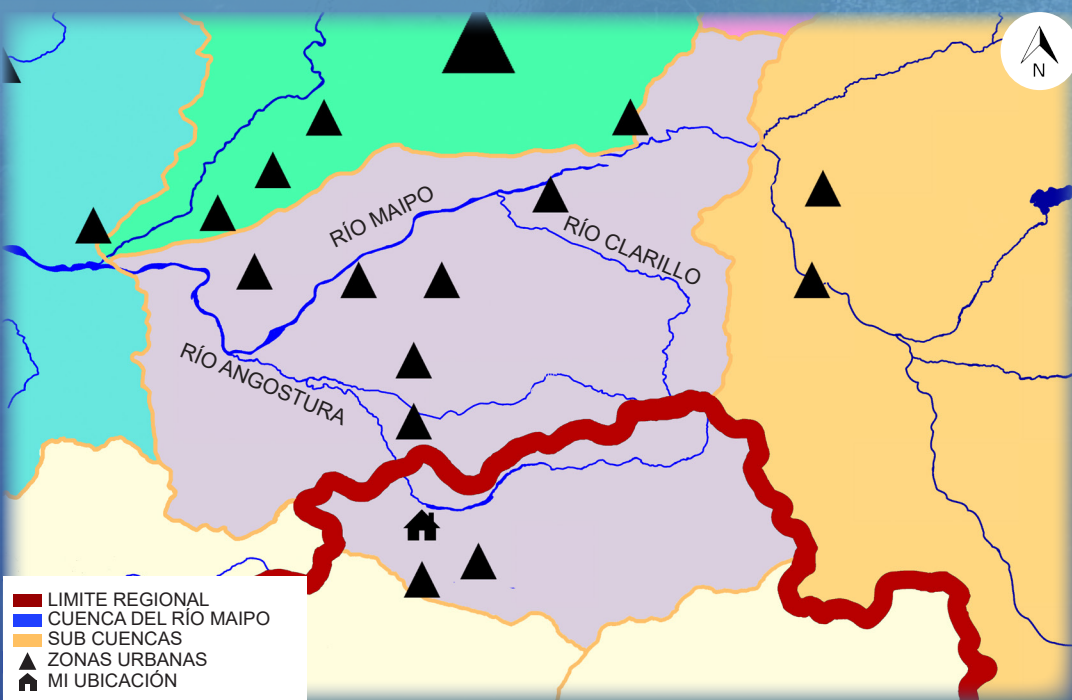 N
RÍO MAIPO
RÍO CLARILLO
RÍO ANGOSTURA
LIMITE REGIONAL
CUENCA DEL RÍO MAIPO
SUB CUENCAS
ZONAS URBANAS
MI UBICACIÓN